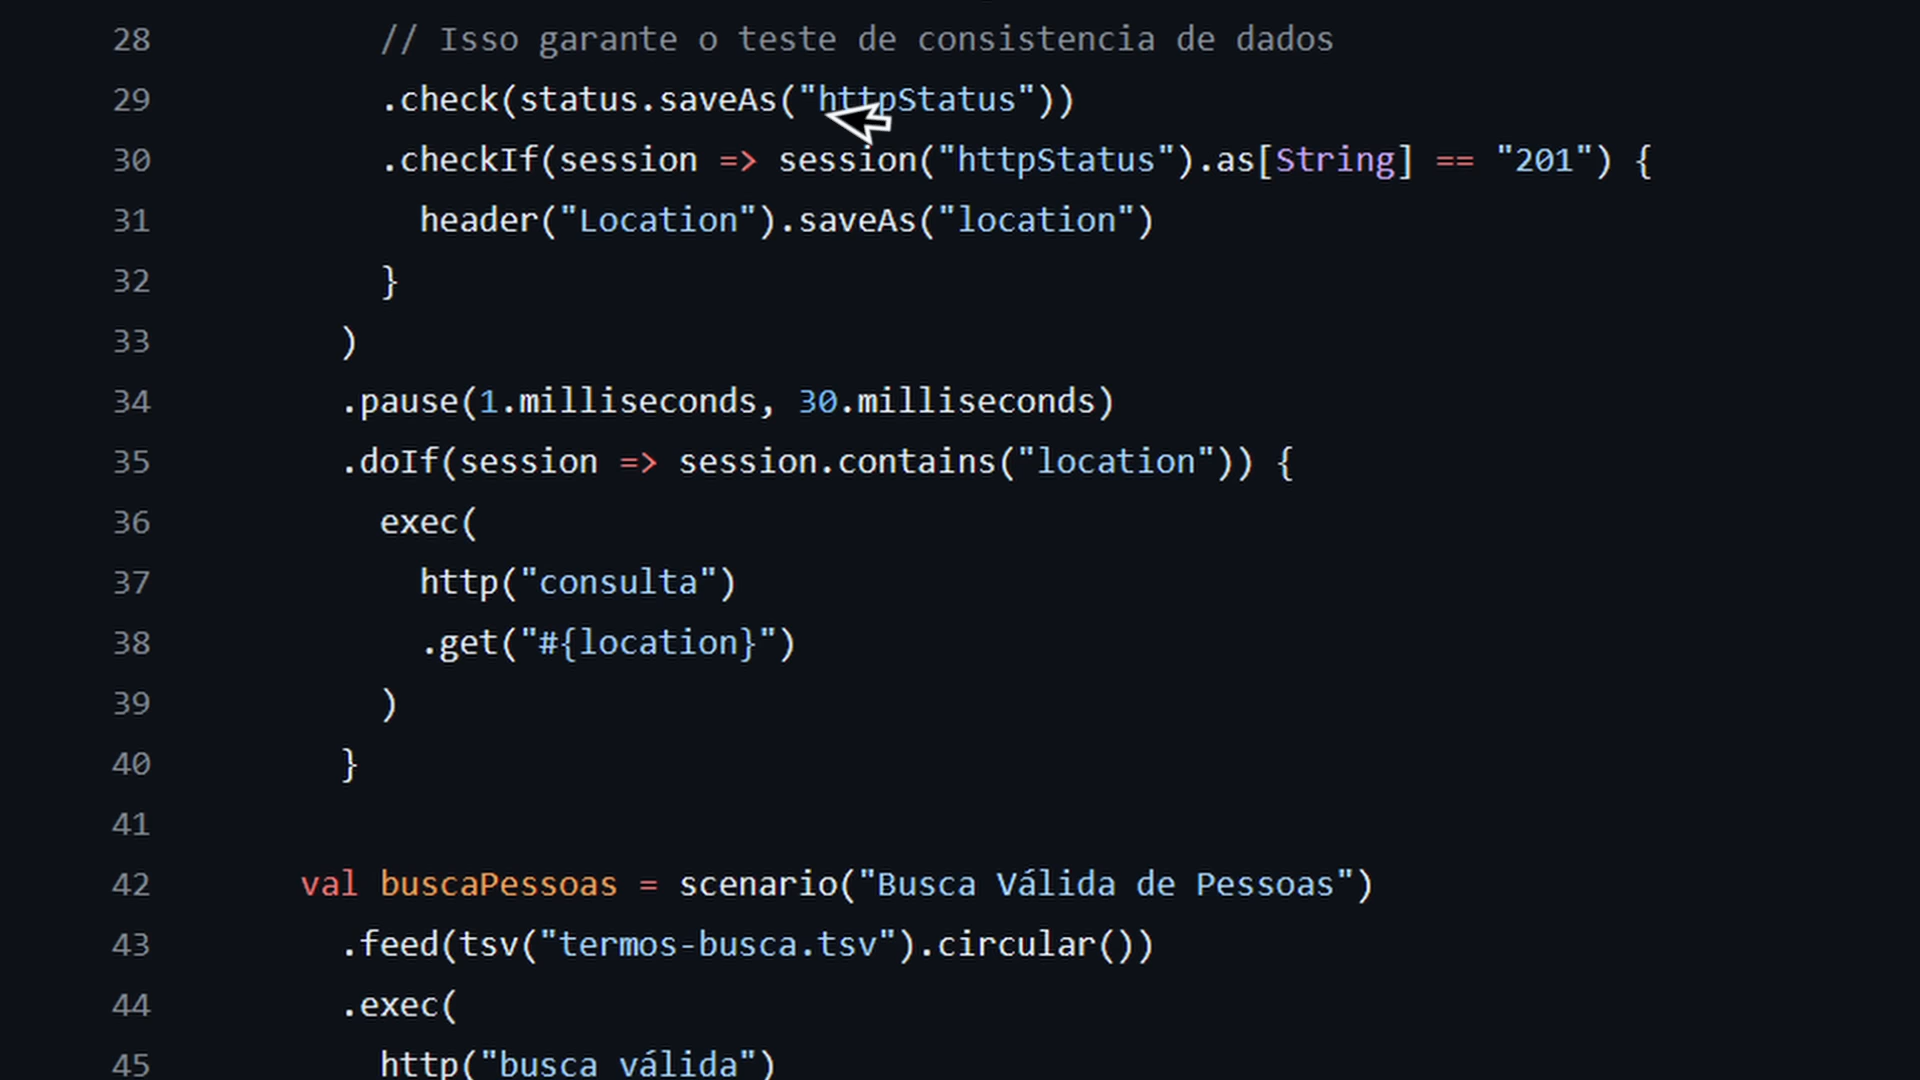 28 // Isso garante o teste de consistencia de dados
29 .check(status.saveAs("httpStatus"))
30 .checkIf(session => session("httpStatus").as[String] == "201") {
31 header("Location").saveAs("location")
32 }
33 )
34 .pause(1.milliseconds, 30.milliseconds)
35 .doIf(session => session.contains("location")) {
36 exec(
37 http("consulta")
38 .get("#{location}")
39 )
40 }
41
42 val buscaPessoas = scenario("Busca Válida de Pessoas")
43 .feed(tsv("termos-busca.tsv").circular())
44 .exec(
45 http("busca válida")